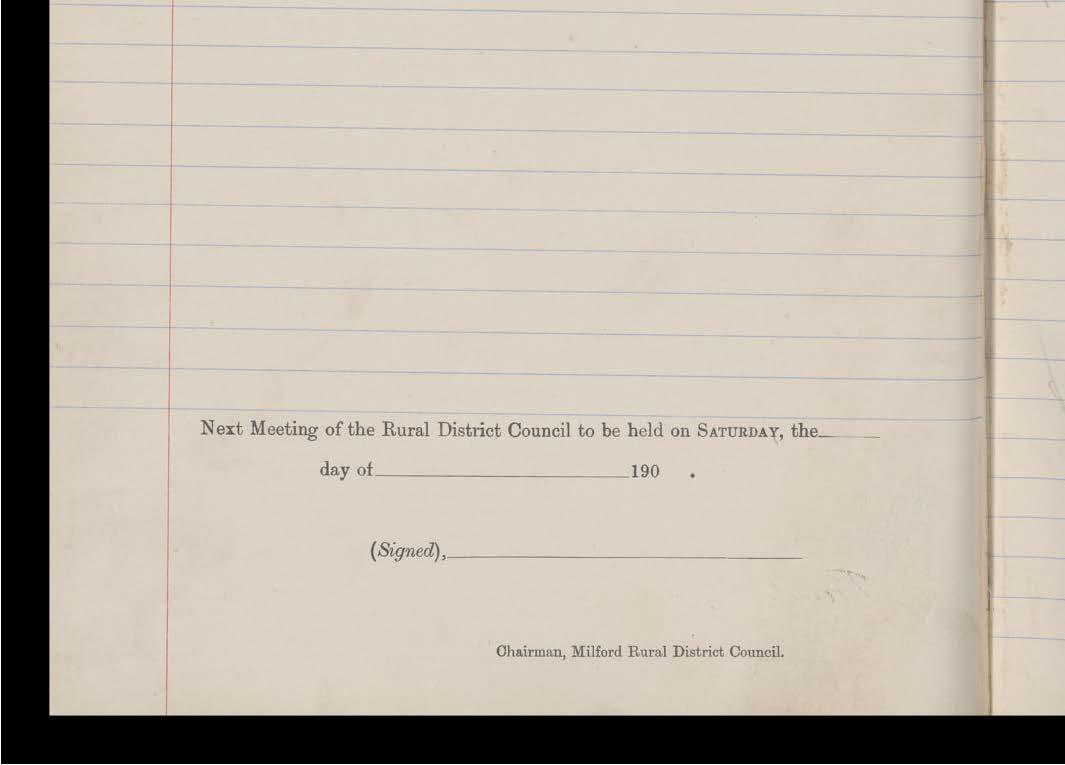 Next Meeting of the Rural District Council to be held on SATURDAY, the
day of 190 .
(Signed),
Chairman, Milford Rural District Council.